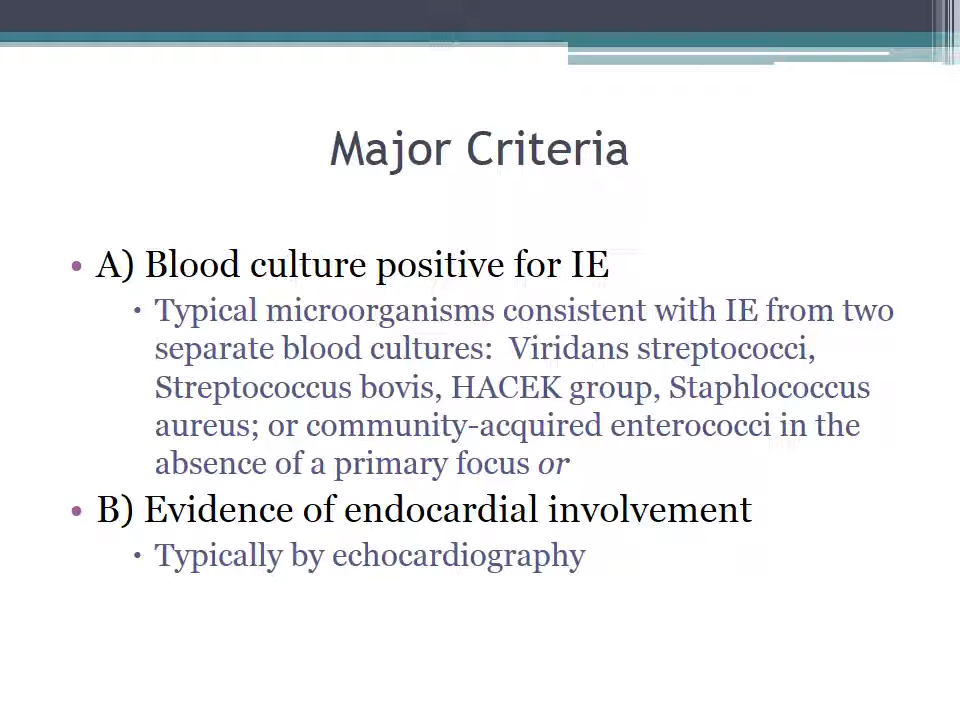 Major Criteria
• A) Blood culture positive for IE
▪ Typical microorganisms consistent with IE from two
separate blood cultures:  Viridans streptococci,
Streptococcus bovis, HACEK group, Staphlococcus
aureus; or community-acquired enterococci in the
absence of a primary focus or
• B) Evidence of endocardial involvement
▪ Typically by echocardiography